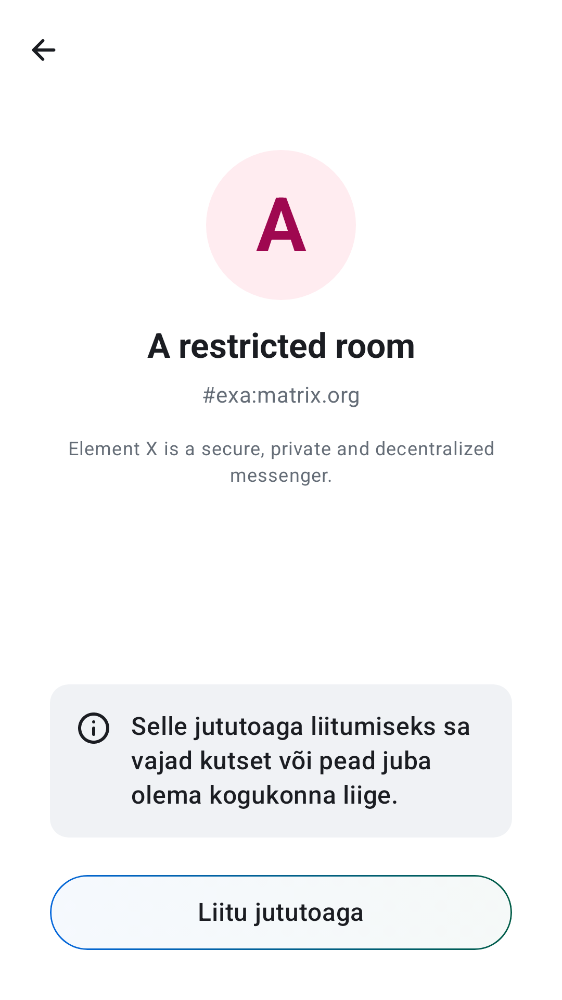 A
A restricted room
#exa:matrix.org
Element X is a secure, private and decentralized
messenger.
Selle jututoaga liitumiseks sa
vajad kutset või pead juba
olema kogukonna liige.
Liitu jututoaga